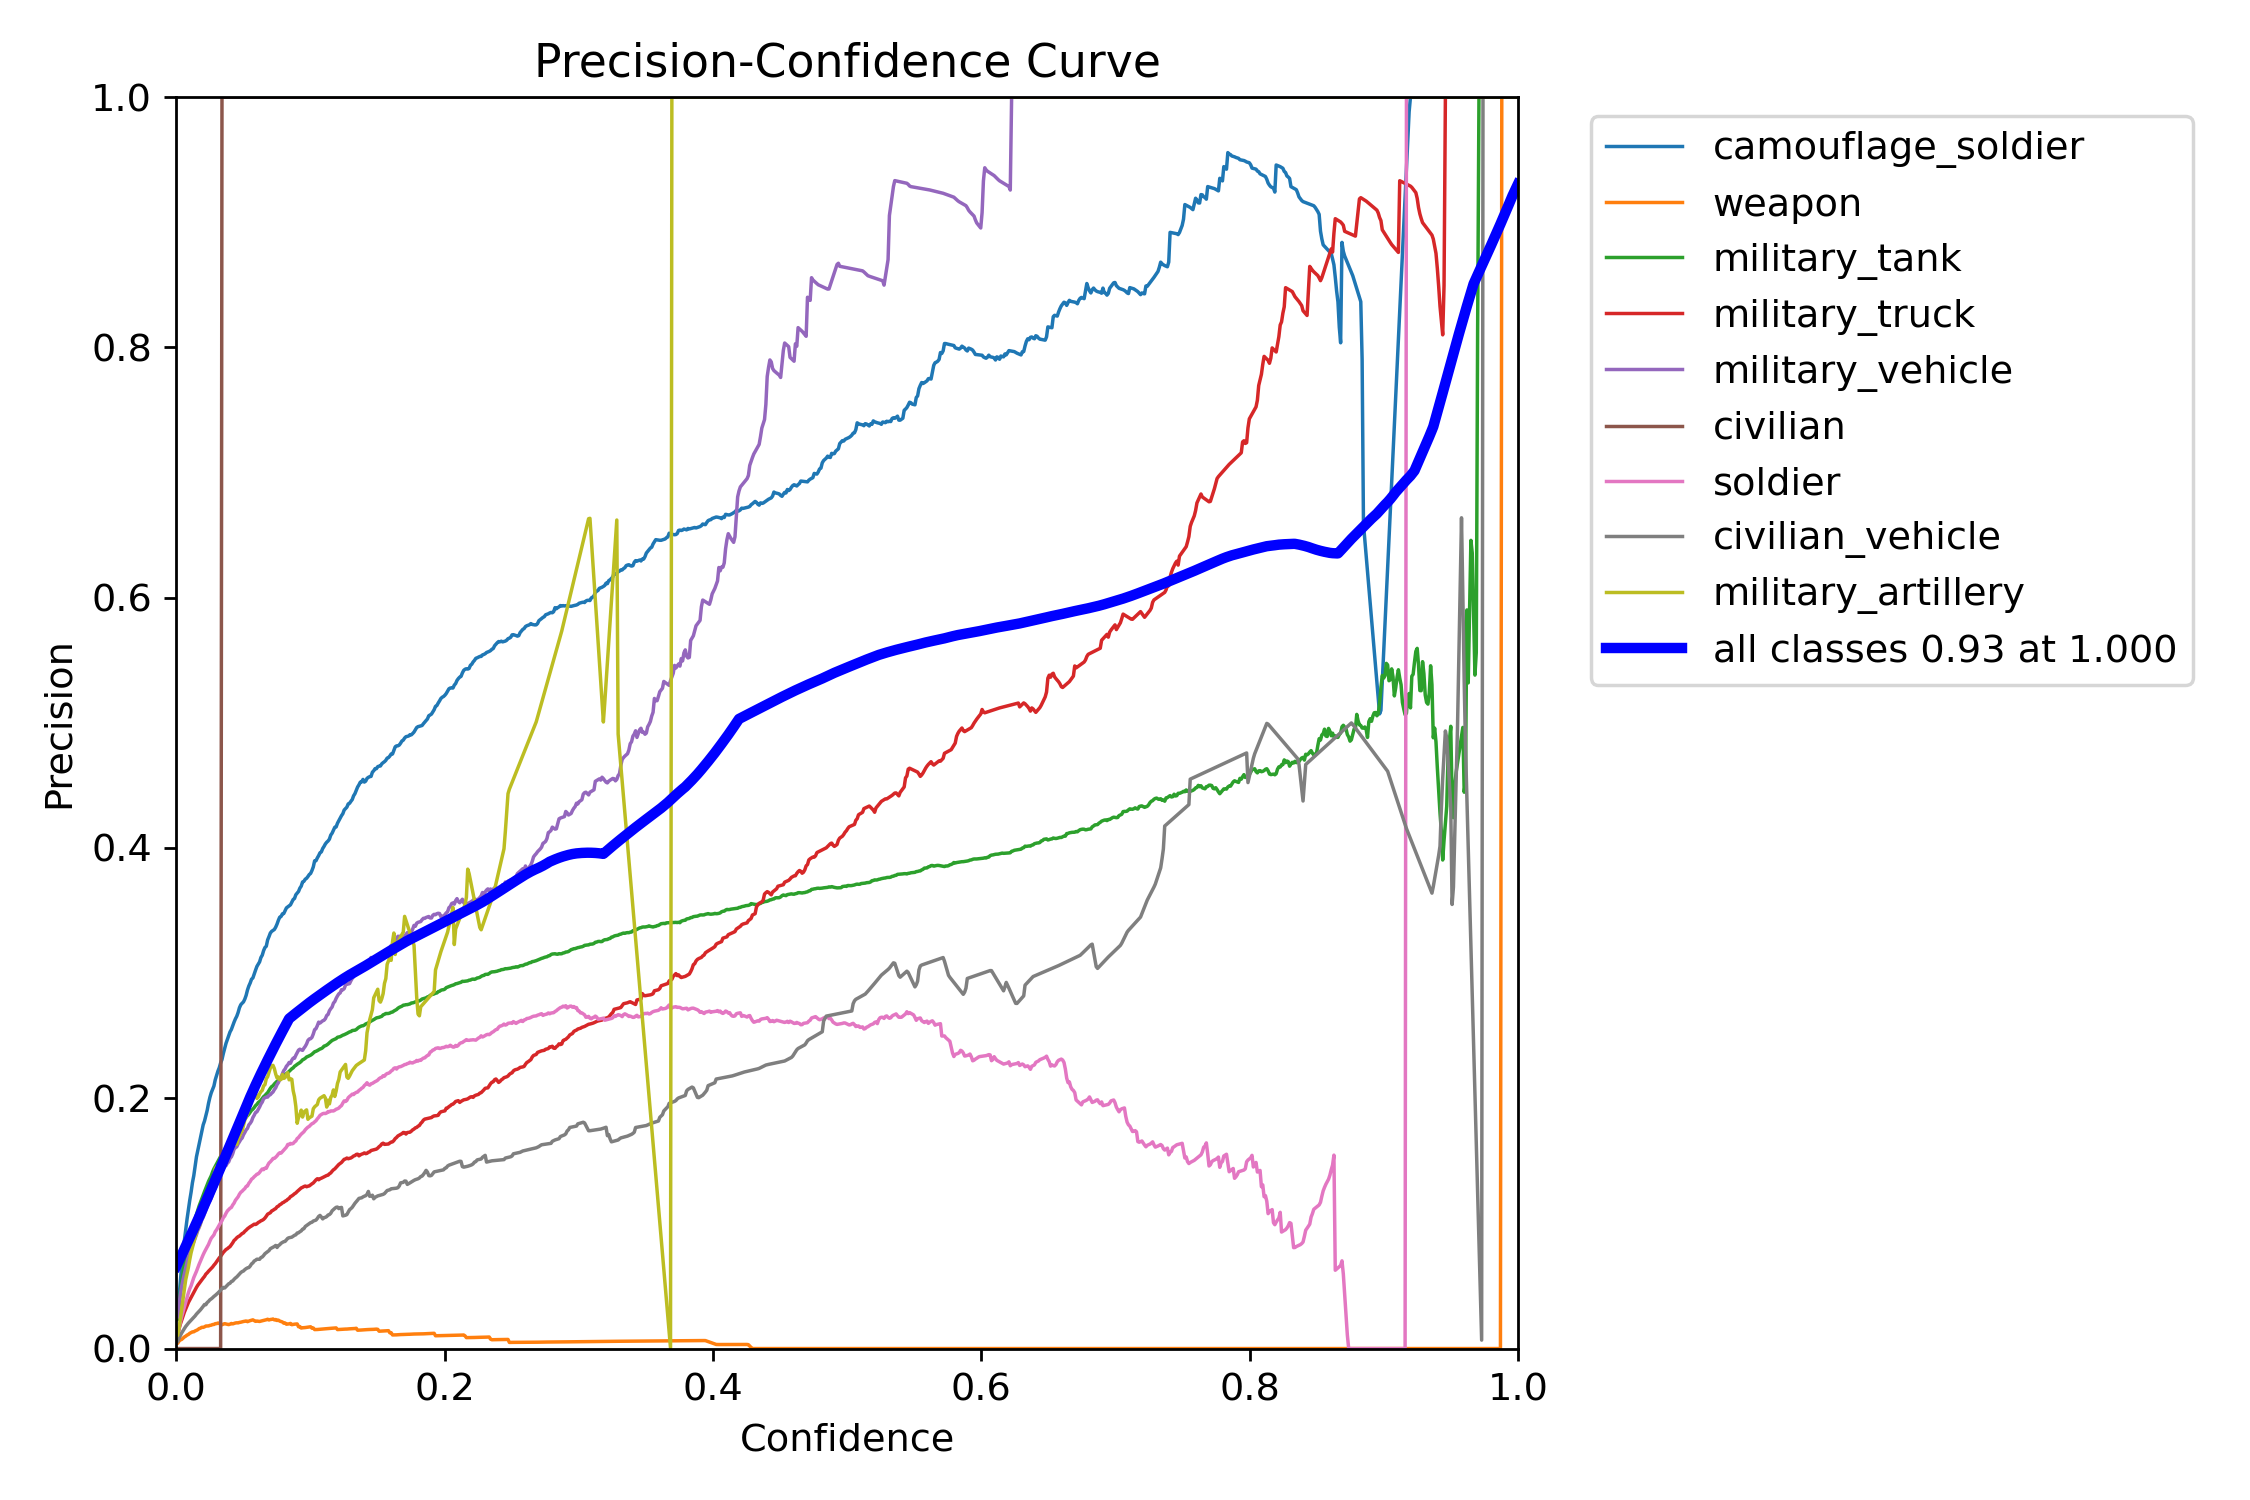 Precision-Confidence Curve
1.0
0.8
0.6
0.4
0.2
0.0
Precision
0.0 0.2 0.4 0.6 0.8 1.0
Confidence
camouflage_soldier
weapon
military_tank
military_truck
military_vehicle
civilian
soldier
civilian_vehicle
military_artillery
all classes 0.93 at 1.000